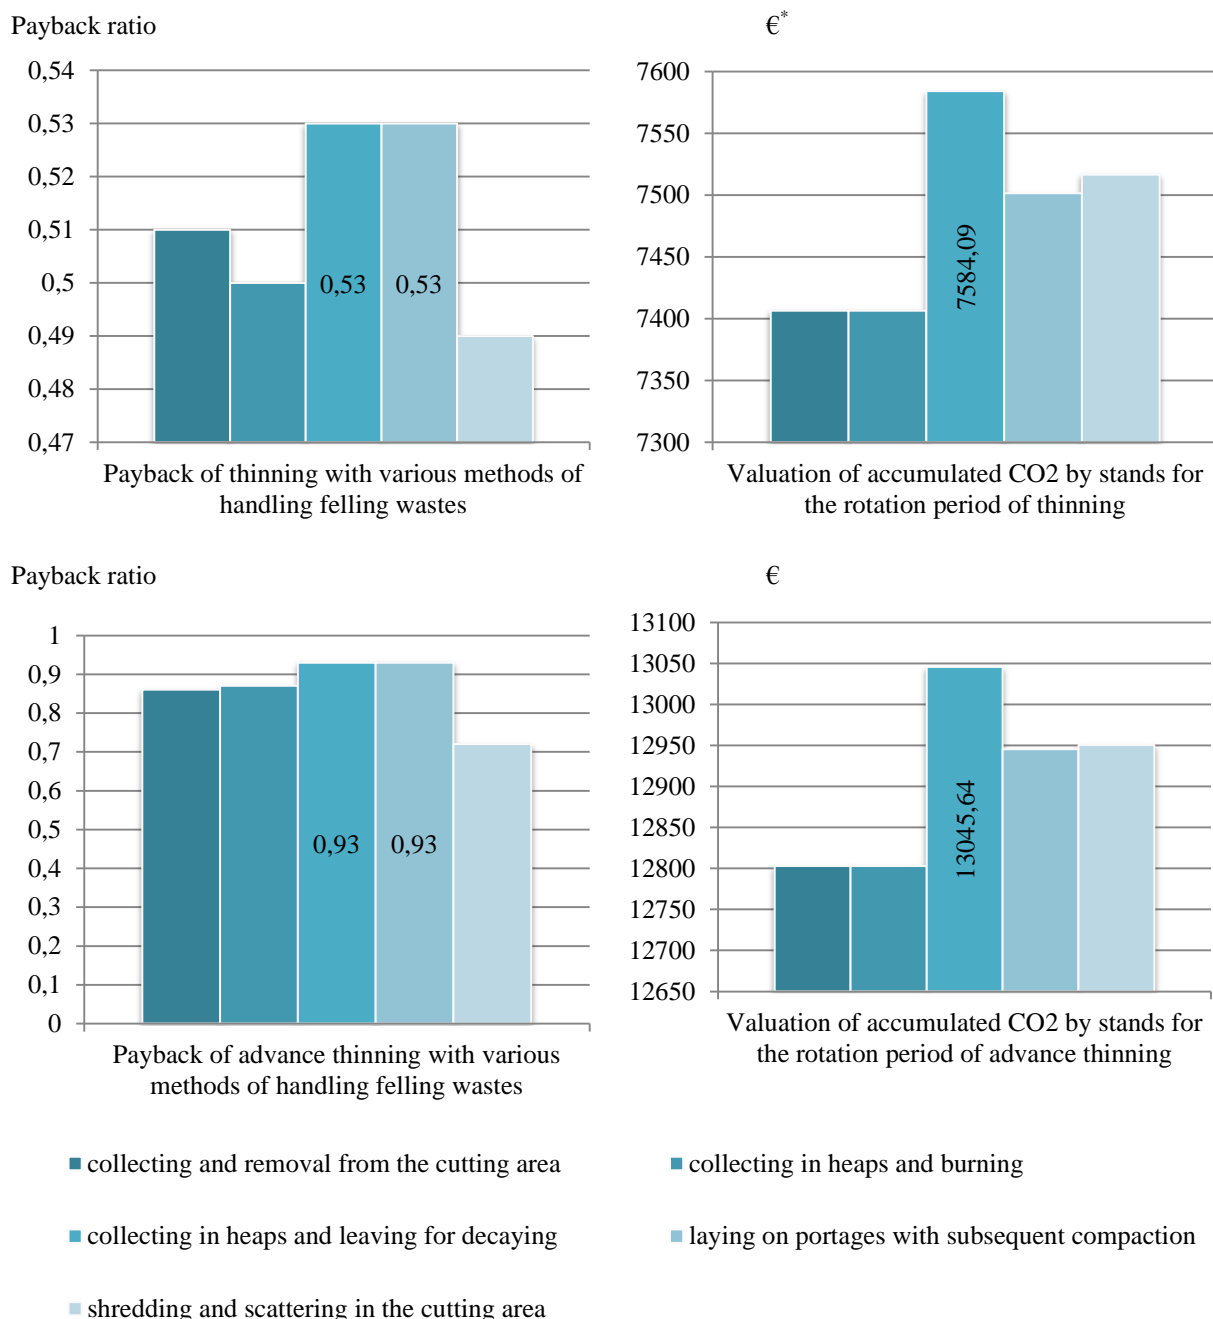 Payback ratio
€*
0,54
0,53
0,52
0,51
0,5
0,49
0,48
0,47
0,53
0,53
Payback of thinning with various methods of
handling felling wastes
7600
7550
7500
7450
7400
7350
7300
7584,09
Valuation of accumulated CO2 by stands for
the rotation period of thinning
Payback ratio
€
1
0,9
0,8
0,7
0,6
0,5
0,4
0,3
0,2
0,1
0
0,93
0,93
Payback of advance thinning with various
methods of handling felling wastes
13100
13050
13000
12950
12900
12850
12800
12750
12700
12650
13045,64
Valuation of accumulated CO2 by stands for
the rotation period of advance thinning
collecting and removal from the cutting area
collecting in heaps and burning
collecting in heaps and leaving for decaying
laying on portages with subsequent compaction
shredding and scattering in the cutting area